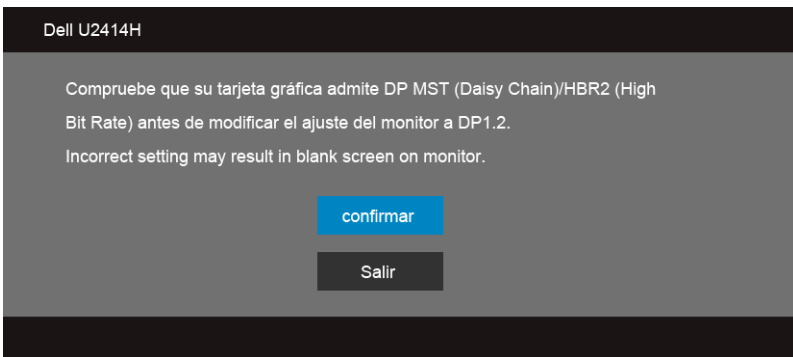 Dell U2414H
Compruebe que su tarjeta gráfica admite DP MST (Daisy Chain)/HBR2 (High
Bit Rate) antes de modificar el ajuste del monitor a DP1.2.
Incorrect setting may result in blank screen on monitor.
confirmar
Salir